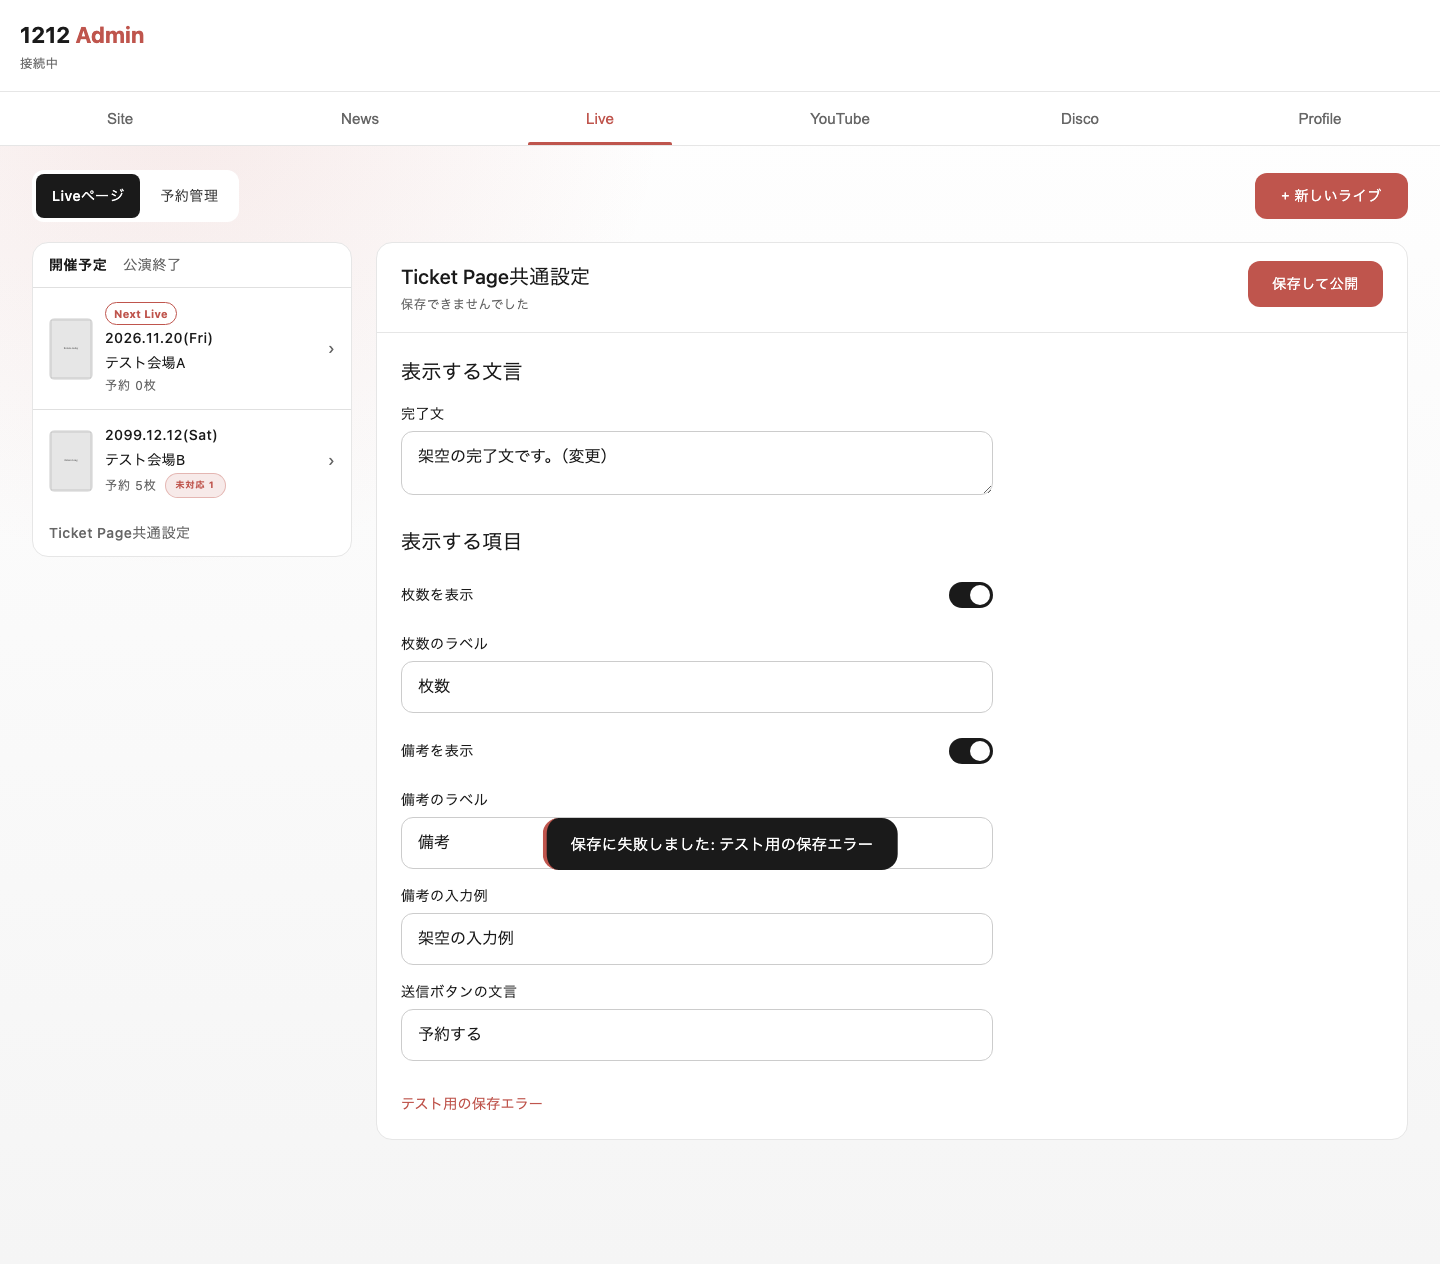 1212 Admin
接続中
Site
News
Live
YouTube
Disco
Profile
Liveページ
予約管理
+ 新しいライブ
開催予定
公演終了
Next Live
2026.11.20(Fri)
テスト会場A
予約 0枚
›
2099.12.12(Sat)
テスト会場B
予約 5枚
未対応 1
›
Ticket Page共通設定
Ticket Page共通設定
保存できませんでした
保存して公開
表示する文言
完了文
架空の完了文です。（変更）
表示する項目
枚数を表示
枚数のラベル
枚数
備考を表示
備考のラベル
備考
保存に失敗しました: テスト用の保存エラー
備考の入力例
架空の入力例
送信ボタンの文言
予約する
テスト用の保存エラー